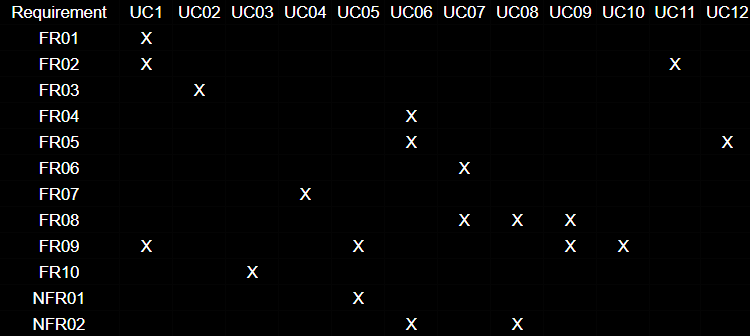 Requirement UC1 UC02 UC03 UC04 UC05 UC06 UC07 UC08 UC09 UC10 UC11 UC12
FR01 X
FR02 X X
FR03 X
FR04 X
FR05 X X
FR06 X
FR07 X
FR08 X X X
FR09 X X X X
FR10 X
NFR01 X
NFR02 X X